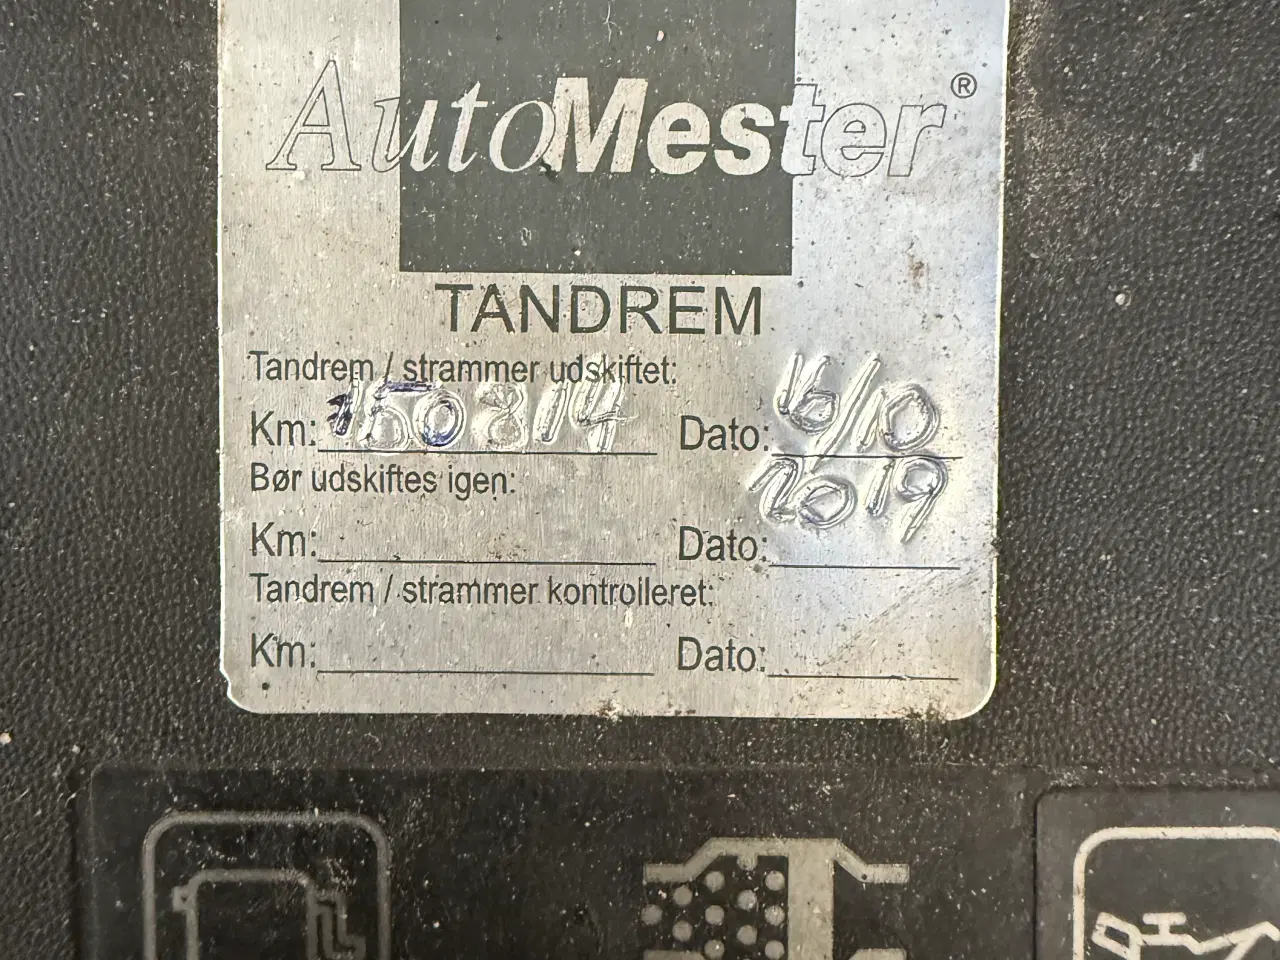 AutoMester®
TANDREM
Tandrem / strammer udskiftet:
Km: 150814 Dato: 16/10
2019
Bør udskiftes igen:
Km: Dato:
Tandrem / strammer kontrolleret:
Km: Dato: